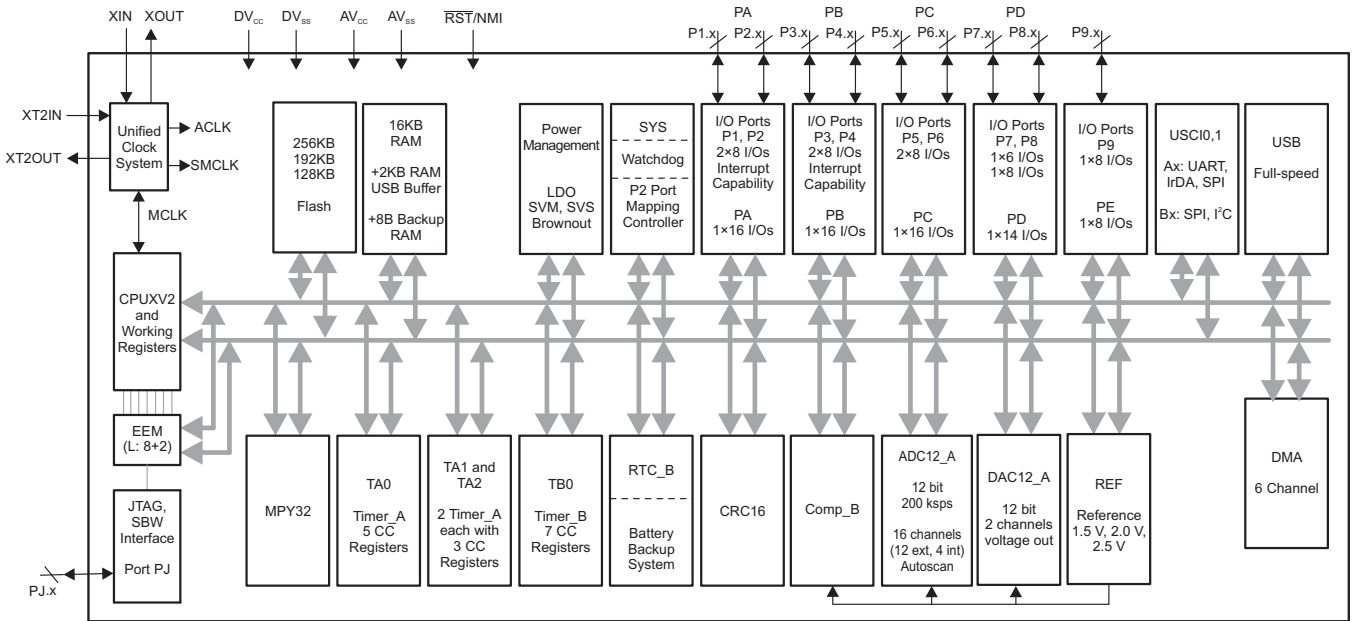 XIN
XOUT
DVCC
DVSS
AVCC
AVSS
RST/NMI
PA
PB
PC
PD
P1.x
P2.x
P3.x
P4.x
P5.x
P6.x
P7.x
P8.x
P9.x
XT2IN
XT2OUT
Unified
Clock
System
ACLK
SMCLK
MCLK
256KB
192KB
128KB
Flash
16KB
RAM
+2KB RAM
USB Buffer
+8B Backup
RAM
Power
Management
LDO
SVM, SVS
Brownout
SYS
Watchdog
P2 Port
Mapping
Controller
I/O Ports
P1, P2
2×8 I/Os
Interrupt
Capability
PA
1×16 I/Os
I/O Ports
P3, P4
2×8 I/Os
Interrupt
Capability
PB
1×16 I/Os
I/O Ports
P5, P6
2×8 I/Os
PC
1×16 I/Os
I/O Ports
P7, P8
1×6 I/Os
1×8 I/Os
PD
1×14 I/Os
I/O Ports
P9
1×8 I/Os
PE
1×8 I/Os
USCI0,1
Ax: UART,
IrDA, SPI
Bx: SPI, I²C
USB
Full-speed
CPUXV2
and
Working
Registers
EEM
(L: 8+2)
JTAG,
SBW
Interface
Port PJ
PJ.x
MPY32
TA0
Timer_A
5 CC
Registers
TA1 and
TA2
2 Timer_A
each with
3 CC
Registers
TB0
Timer_B
7 CC
Registers
RTC_B
Battery
Backup
System
CRC16
Comp_B
ADC12_A
12 bit
200 ksps
16 channels
(12 ext, 4 int)
Autoscan
DAC12_A
12 bit
2 channels
voltage out
REF
Reference
1.5 V, 2.0 V,
2.5 V
DMA
6 Channel